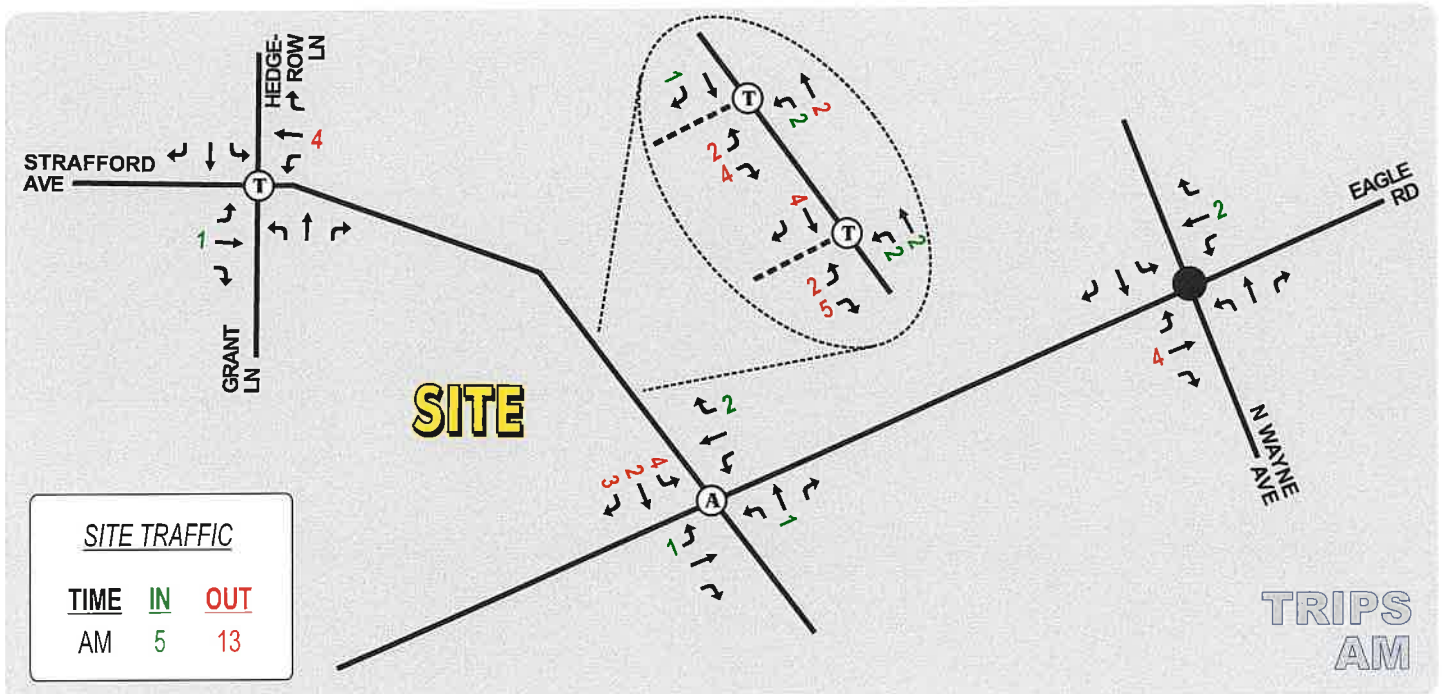 HEDGE-
ROW
LN
4
STRAFFORD
AVE
T
1
GRANT
LN
1
T
2
2
2
4
4
T
2
2
2
5
EAGLE
RD
2
4
N WAYNE
AVE
SITE
2
3
2
4
A
1
1
SITE TRAFFIC
TIME IN OUT
AM 5 13
TRIPS
AM